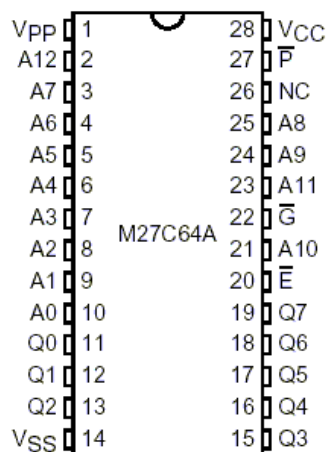 VPP 1 28 VCC
A12 2 27 P̅
A7 3 26 NC
A6 4 25 A8
A5 5 24 A9
A4 6 23 A11
A3 7 22 G̅
M27C64A
A2 8 21 A10
A1 9 20 E̅
A0 10 19 Q7
Q0 11 18 Q6
Q1 12 17 Q5
Q2 13 16 Q4
VSS 14 15 Q3